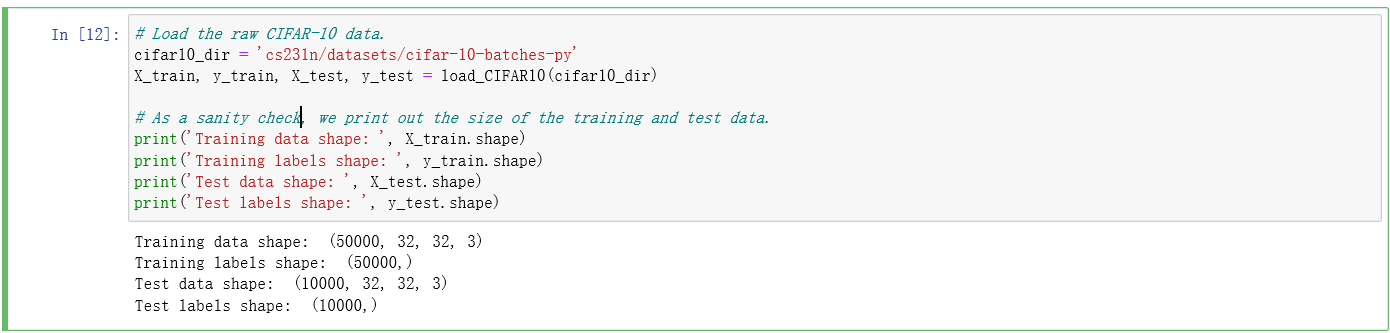 In [12]:
# Load the raw CIFAR-10 data.
cifar10_dir = 'cs231n/datasets/cifar-10-batches-py'
X_train, y_train, X_test, y_test = load_CIFAR10(cifar10_dir)
# As a sanity check, we print out the size of the training and test data.
print('Training data shape: ', X_train.shape)
print('Training labels shape: ', y_train.shape)
print('Test data shape: ', X_test.shape)
print('Test labels shape: ', y_test.shape)
Training data shape:  (50000, 32, 32, 3)
Training labels shape:  (50000,)
Test data shape:  (10000, 32, 32, 3)
Test labels shape:  (10000,)